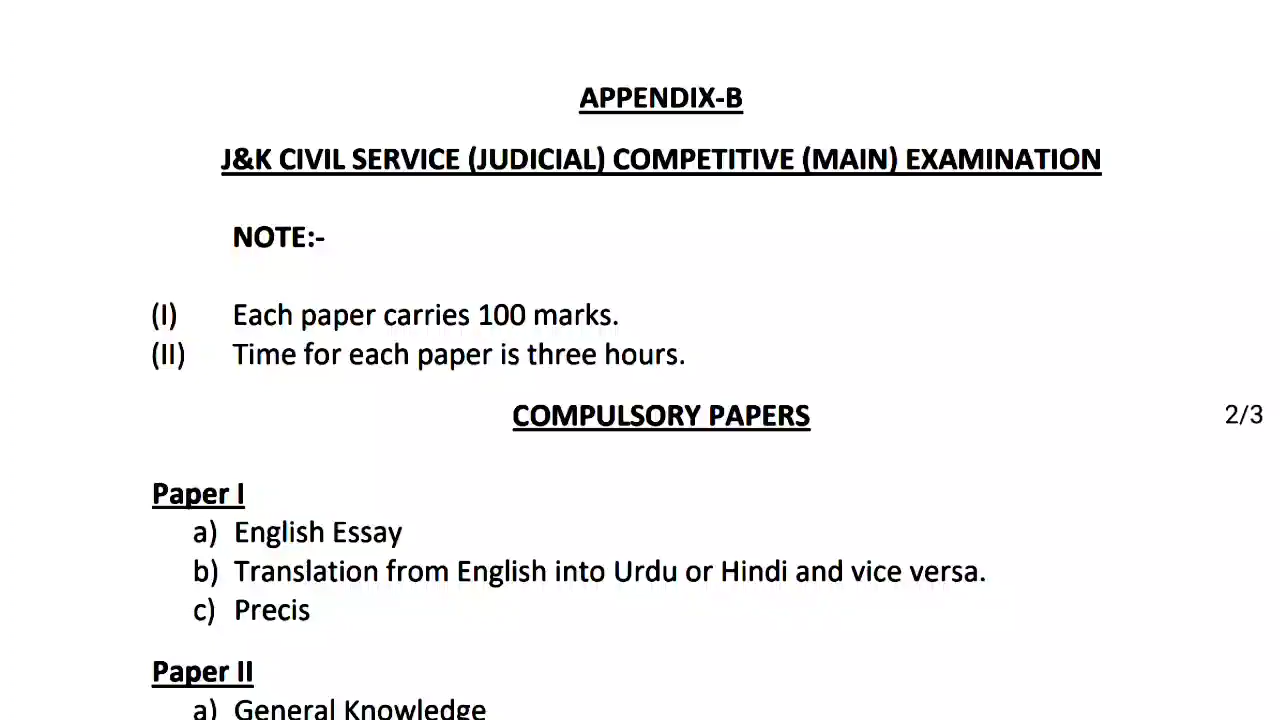 APPENDIX-B
J&K CIVIL SERVICE (JUDICIAL) COMPETITIVE (MAIN) EXAMINATION
NOTE:-
(I) Each paper carries 100 marks.
(II) Time for each paper is three hours.
COMPULSORY PAPERS
2/3
Paper I
a) English Essay
b) Translation from English into Urdu or Hindi and vice versa.
c) Precis
Paper II
a) General Knowledge